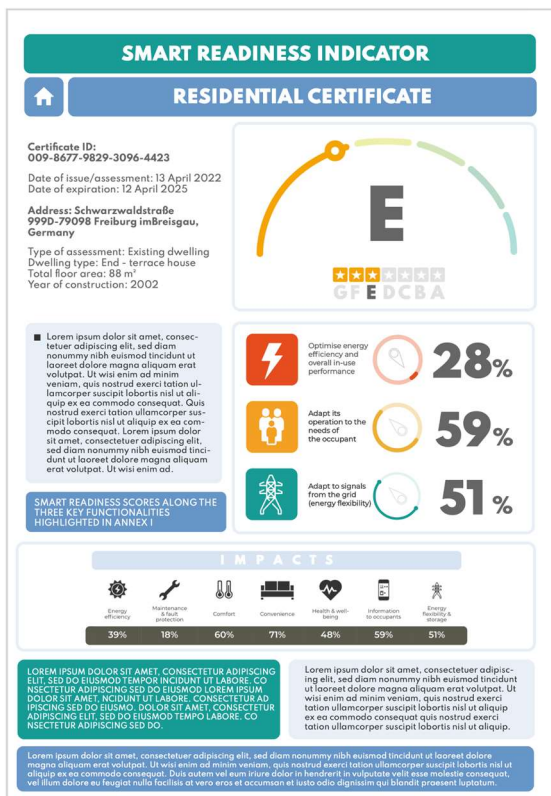 SMART READINESS INDICATOR
RESIDENTIAL CERTIFICATE
Certificate ID:
009-8677-9829-3096-4423
Date of issue/assessment: 13 April 2022
Date of expiration: 12 April 2025
Address: Schwarzwaldstraße
999D-79098 Freiburg imBreisgau,
Germany
Type of assessment: Existing dwelling
Dwelling type: End - terrace house
Total floor area: 88 m²
Year of construction: 2002
E
G F E D C B A
Lorem ipsum dolor sit amet, consec-
tetuer adipiscing elit, sed diam
nonummy nibh euismod tincidunt ut
laoreet dolore magna aliquam erat
volutpat. Ut wisi enim ad minim
veniam, quis nostrud exerci tation ul-
lamcorper suscipit lobortis nisl ut ali-
quip ex ea commodo consequat. Quis
nostrud exerci tation ullamcorper sus-
cipit lobortis nisl ut aliquip ex ea com-
modo consequat. Lorem ipsum dolor
sit amet, consectetuer adipiscing elit,
sed diam nonummy nibh euismod tinci-
dunt ut laoreet dolore magna aliquam
erat volutpat. Ut wisi enim ad.
SMART READINESS SCORES ALONG THE
THREE KEY FUNCTIONALITIES
HIGHLIGHTED IN ANNEX I
Optimise energy
efficiency and
overall in-use
performance
28%
Adapt its
operation to the
needs of
the occupant
59%
Adapt to signals
from the grid
(energy flexibility)
51%
IMPACTS
Energy
efficiency
39%
Maintenance
& fault
protection
18%
Comfort
60%
Convenience
71%
Health & well-
being
48%
Information
to occupants
59%
Energy
flexibility &
storage
51%
LOREM IPSUM DOLOR SIT AMET, CONSECTETUR ADIPISCING
ELIT, SED DO EIUSMOD TEMPOR INCIDUNT UT LABORE. CO
NSECTETUR ADIPISCING SED DO EIUSMOD LOREM IPSUM
DOLOR SIT AMET, NCIDUNT UT LABORE. CONSECTETUR AD
IPISCING SED DO EIUSMO. DOLOR SIT AMET, CONSECTETUR
ADIPISCING ELIT, SED DO EIUSMOD TEMPO LABORE. CO
NSECTETUR ADIPISCING SED DO.
Lorem ipsum dolor sit amet, consectetuer adipisc-
ing elit, sed diam nonummy nibh euismod tincidunt
ut laoreet dolore magna aliquam erat volutpat. Ut
wisi enim ad minim veniam, quis nostrud exerci
tation ullamcorper suscipit lobortis nisl ut aliquip
ex ea commodo consequat quis nostrud exerci
tation ullamcorper suscipit lobortis nisl ut aliquip.
Lorem ipsum dolor sit amet, consectetuer adipiscing elit, sed diam nonummy nibh euismod tincidunt ut laoreet dolore
magna aliquam erat volutpat. Ut wisi enim ad minim veniam, quis nostrud exerci tation ullamcorper suscipit lobortis nisl ut
aliquip ex ea commodo consequat. Duis autem vel eum iriure dolor in hendrerit in vulputate velit esse molestie consequat,
vel illum dolore eu feugiat nulla facilisis at vero eros et accumsan et iusto odio dignissim qui blandit praesent luptatum.